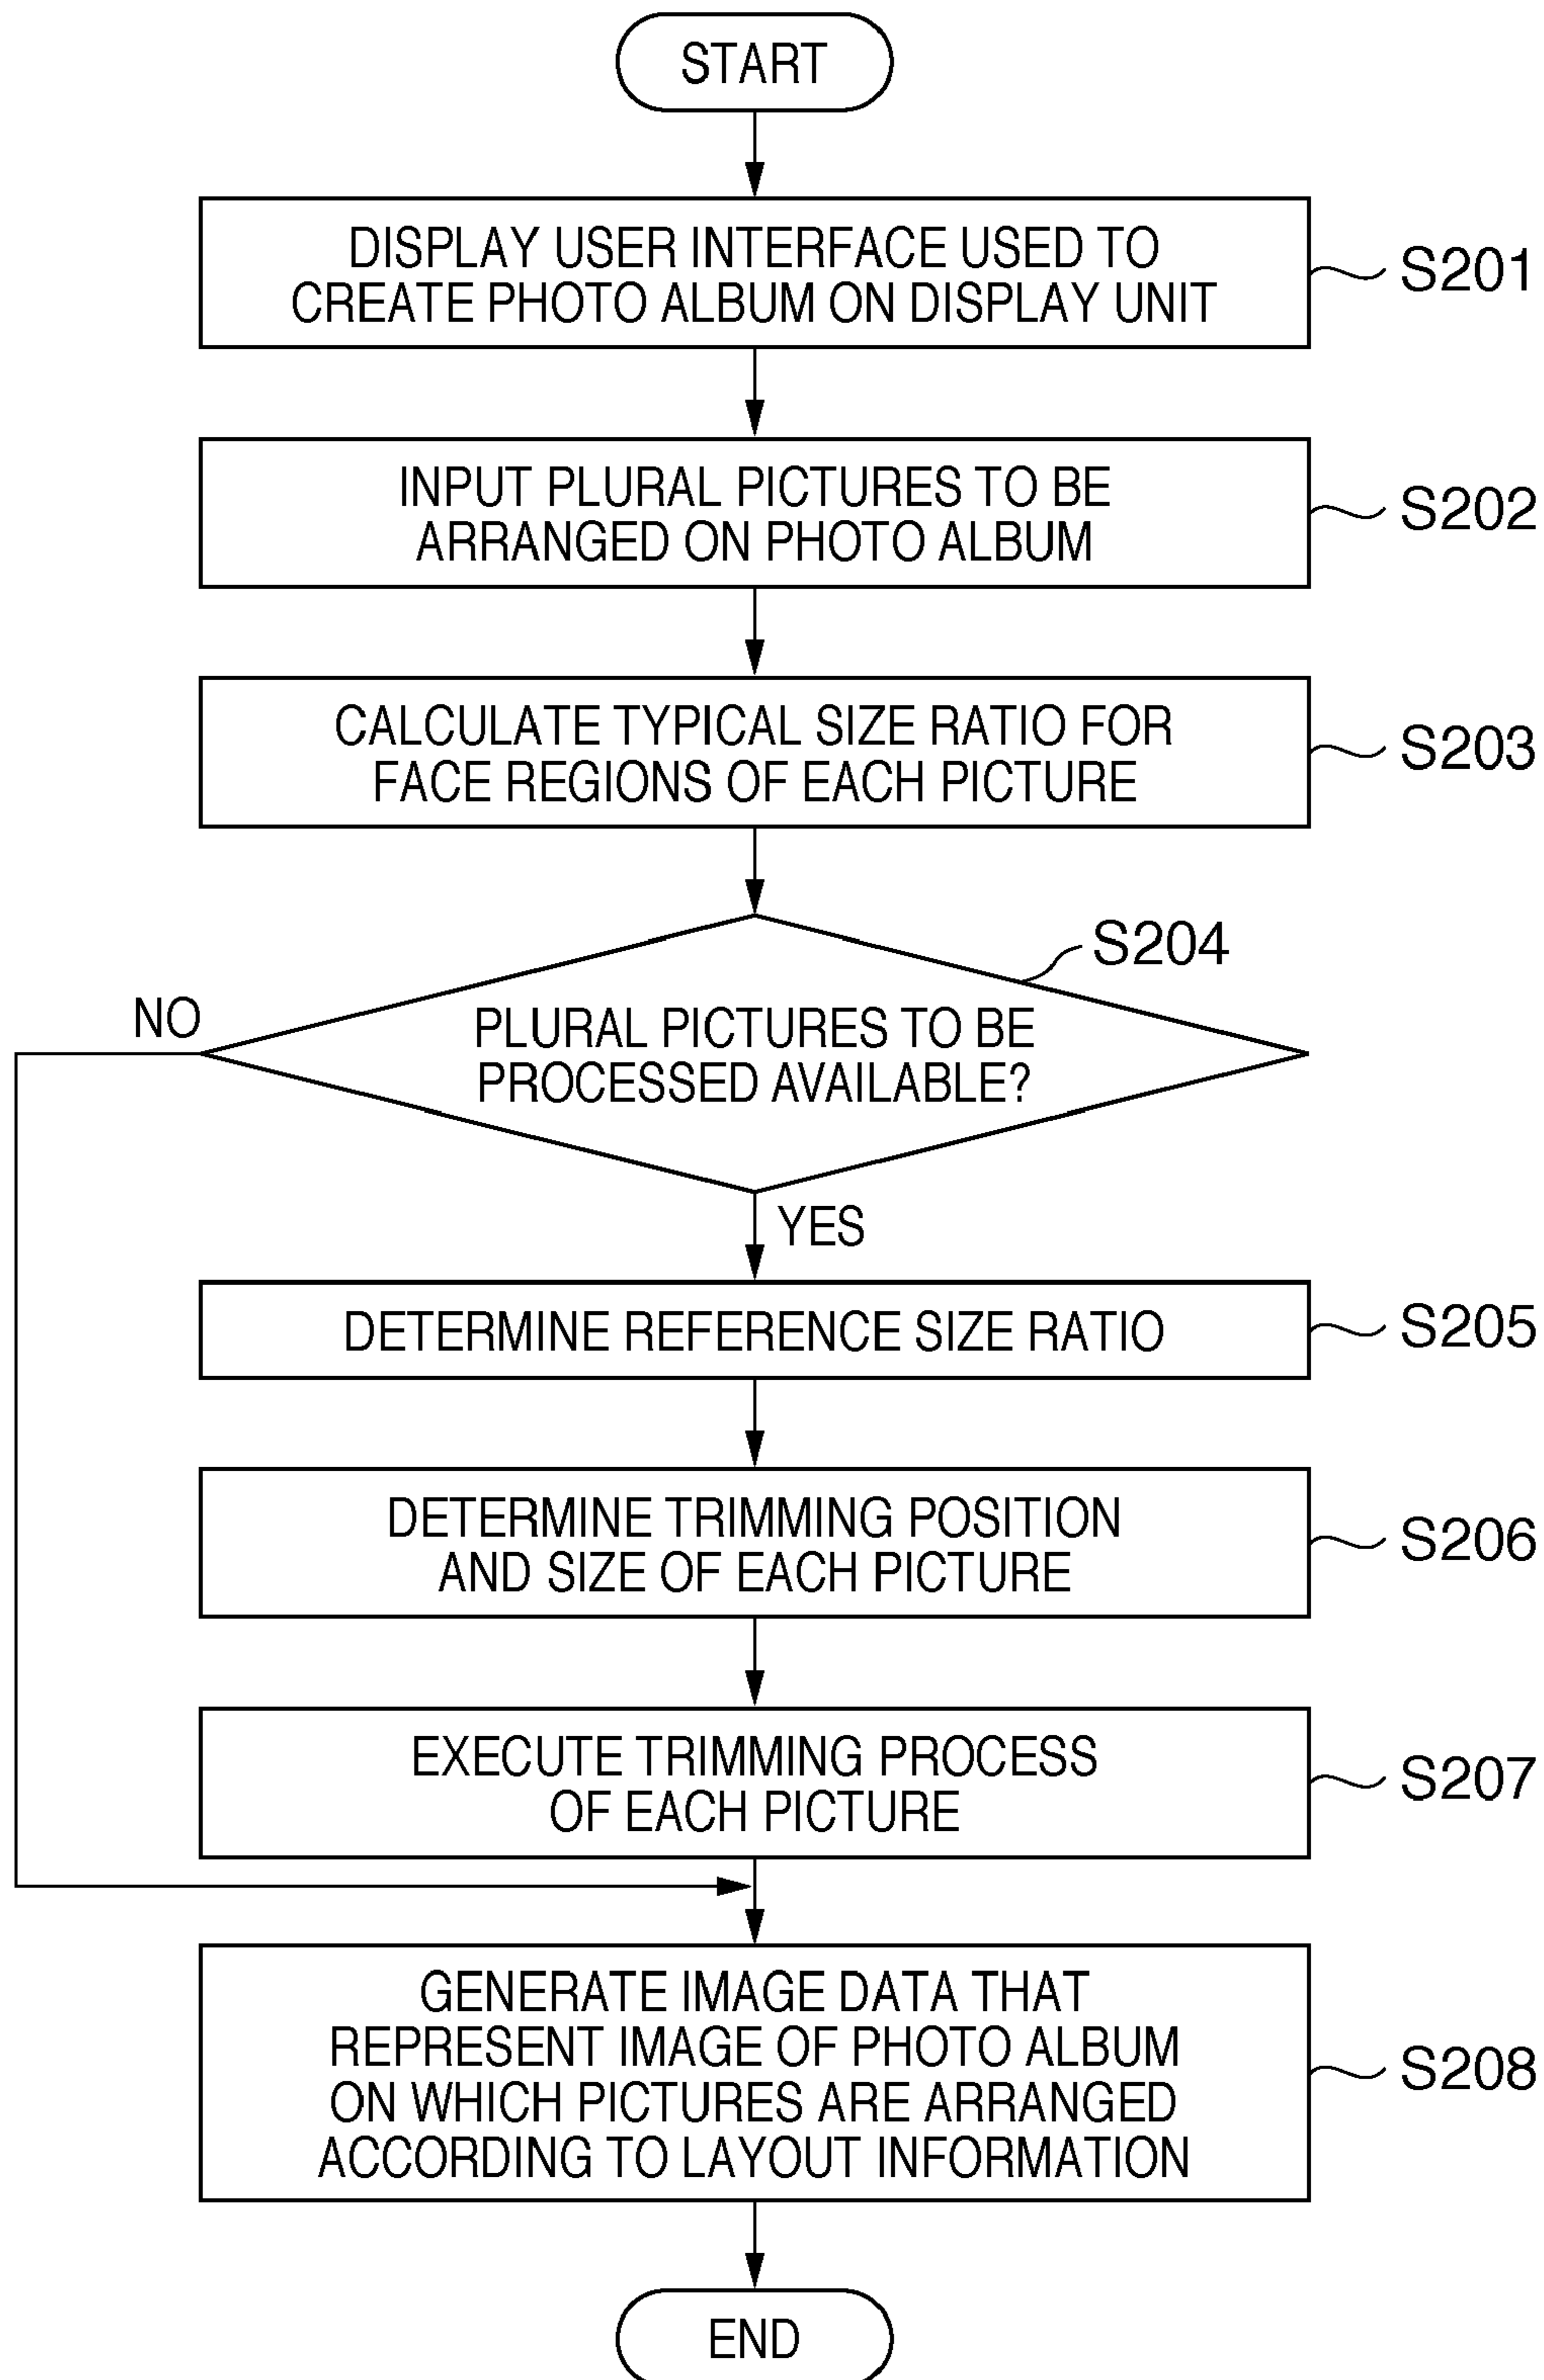 START
DISPLAY USER INTERFACE USED TO
CREATE PHOTO ALBUM ON DISPLAY UNIT
S201
INPUT PLURAL PICTURES TO BE
ARRANGED ON PHOTO ALBUM
S202
CALCULATE TYPICAL SIZE RATIO FOR
FACE REGIONS OF EACH PICTURE
S203
S204
NO
PLURAL PICTURES TO BE
PROCESSED AVAILABLE?
YES
DETERMINE REFERENCE SIZE RATIO
S205
DETERMINE TRIMMING POSITION
AND SIZE OF EACH PICTURE
S206
EXECUTE TRIMMING PROCESS
OF EACH PICTURE
S207
GENERATE IMAGE DATA THAT
REPRESENT IMAGE OF PHOTO ALBUM
ON WHICH PICTURES ARE ARRANGED
ACCORDING TO LAYOUT INFORMATION
S208
END